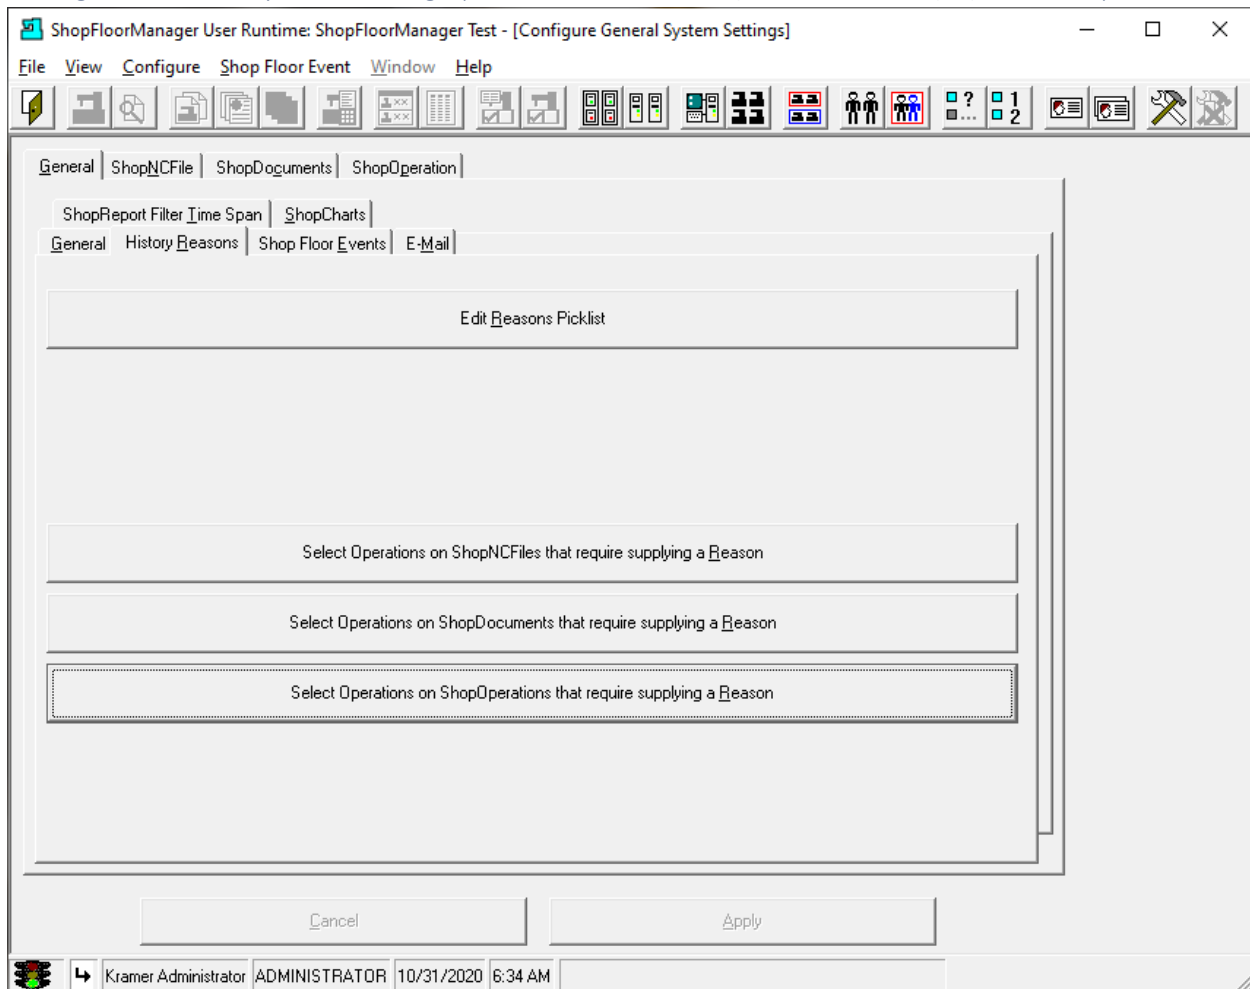 ShopFloorManager User Runtime: ShopFloorManager Test - [Configure General System Settings]
File View Configure Shop Floor Event Window Help
General ShopNCFile ShopDocuments ShopOperation
ShopReport Filter Time Span ShopCharts
General History Reasons Shop Floor Events E-Mail
Edit Reasons Picklist
Select Operations on ShopNCFiles that require supplying a Reason
Select Operations on ShopDocuments that require supplying a Reason
Select Operations on ShopOperations that require supplying a Reason
Cancel Apply
Kramer Administrator ADMINISTRATOR 10/31/2020 6:34 AM